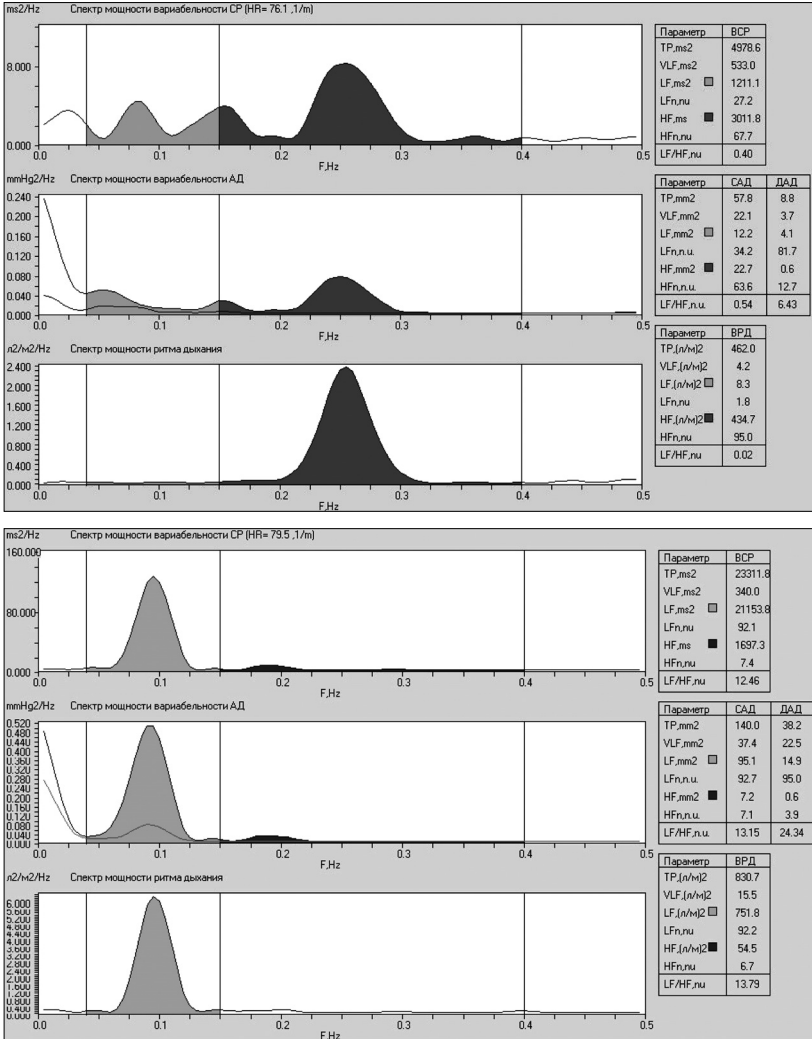 ms2/Hz Спектр мощности вариабельности СР (HR= 76.1 ,1/m)
8.000
0.000
0.0 0.1 0.2 0.3 0.4 0.5
F,Hz
Параметр ВСР
TP,ms2 4978.6
VLF,ms2 533.0
LF,ms2 1211.1
LFn,nu 27.2
HF,ms 3011.8
HFn,nu 67.7
LF/HF,nu 0.40
mmHg2/Hz Спектр мощности вариабельности АД
0.240
0.200
0.160
0.120
0.080
0.040
0.000
0.0 0.1 0.2 0.3 0.4 0.5
F,Hz
Параметр САД ДАД
TP,mm2 57.8 8.8
VLF,mm2 22.1 3.7
LF,mm2 12.2 4.1
LFn,n.u. 34.2 81.7
HF,mm2 22.7 0.6
HFn,n.u. 63.6 12.7
LF/HF,n.u. 0.54 6.43
л2/м2/Hz Спектр мощности ритма дыхания
2.400
2.000
1.600
1.200
0.800
0.400
0.000
0.0 0.1 0.2 0.3 0.4 0.5
F,Hz
Параметр ВРД
TP,(л/м)2 462.0
VLF,(л/м)2 4.2
LF,(л/м)2 8.3
LFn,nu 1.8
HF,(л/м)2 434.7
HFn,nu 95.0
LF/HF,nu 0.02
ms2/Hz Спектр мощности вариабельности СР (HR= 79.5 ,1/m)
160.000
80.000
0.000
0.0 0.1 0.2 0.3 0.4 0.5
F,Hz
Параметр ВСР
TP,ms2 23311.8
VLF,ms2 340.0
LF,ms2 21153.8
LFn,nu 92.1
HF,ms 1697.3
HFn,nu 7.4
LF/HF,nu 12.46
mmHg2/Hz Спектр мощности вариабельности АД
0.520
0.480
0.440
0.400
0.360
0.320
0.280
0.240
0.200
0.160
0.120
0.080
0.040
0.000
0.0 0.1 0.2 0.3 0.4 0.5
F,Hz
Параметр САД ДАД
TP,mm2 140.0 38.2
VLF,mm2 37.4 22.5
LF,mm2 95.1 14.9
LFn,n.u. 92.7 95.0
HF,mm2 7.2 0.6
HFn,n.u. 7.1 3.9
LF/HF,n.u. 13.15 24.34
л2/м2/Hz Спектр мощности ритма дыхания
6.000
0.000
0.0 0.1 0.2 0.3 0.4 0.5
F,Hz
Параметр ВРД
TP,(л/м)2 830.7
VLF,(л/м)2 15.5
LF,(л/м)2 751.8
LFn,nu 92.2
HF,(л/м)2 54.5
HFn,nu 6.7
LF/HF,nu 13.79